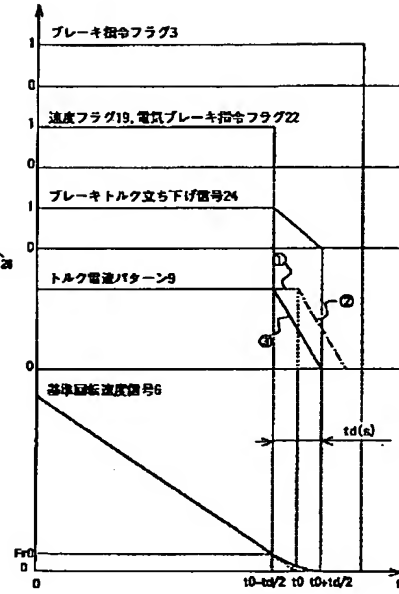 ブレーキ指令フラグ3
1
0
速度フラグ19,電気ブレーキ指令フラグ22
1
0
ブレーキトルク立ち下げ信号24
1
0
28'
トルク電流パターン9
①
②
③
0
基準回転速度信号6
td(s)
Fr0
0
0
t0-td/2
t0
t0+td/2
t